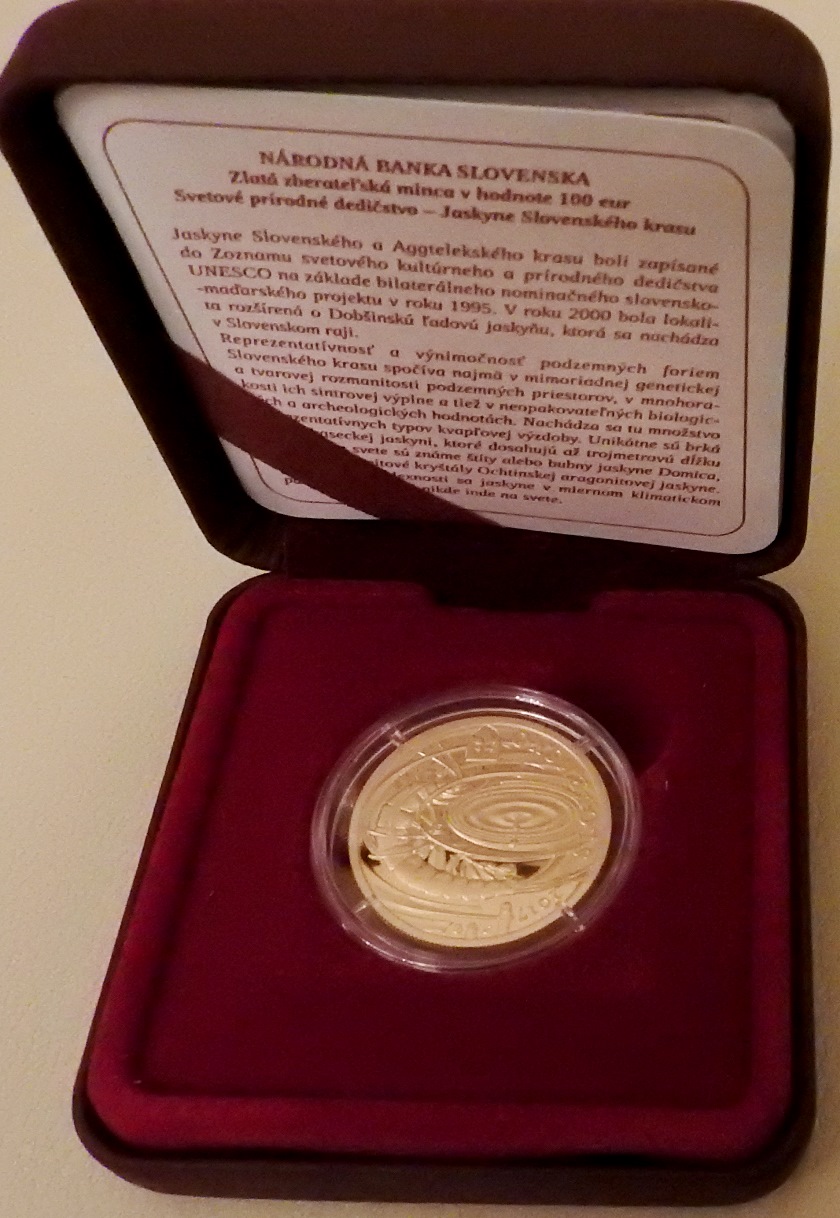 NÁRODNÁ BANKA SLOVENSKA
Zlatá zberateľská minca v hodnote 100 eur
Svetové prírodné dedičstvo – Jaskyne Slovenského krasu
Jaskyne Slovenského a Aggtelekského krasu boli zapísané
do Zoznamu svetového kultúrneho a prírodného dedičstva
UNESCO na základe bilaterálneho nominačného slovensko-
-maďarského projektu v roku 1995. V roku 2000 bola lokali-
ta rozšírená o Dobšinskú ľadovú jaskyňu, ktorá sa nachádza
v Slovenskom raji.
Reprezentatívnosť a výnimočnosť podzemných foriem
Slovenského krasu spočíva najmä v mimoriadnej genetickej
a tvarovej rozmanitosti podzemných priestorov, v mnohora-
kosti ich sintrovej výplne a tiež v neopakovateľných biologic-
a archeologických hodnotách. Nachádza sa tu množstvo
typov kvapľovej výzdoby. Unikátne sú brká
jaskyni, ktoré dosahujú až trojmetrovú dĺžku
svete sú známe štíty alebo bubny jaskyne Domica,
kryštály Ochtinskej aragonitovej jaskyne.
sa jaskyne v miernom klimatickom
nikde inde na svete.
2017